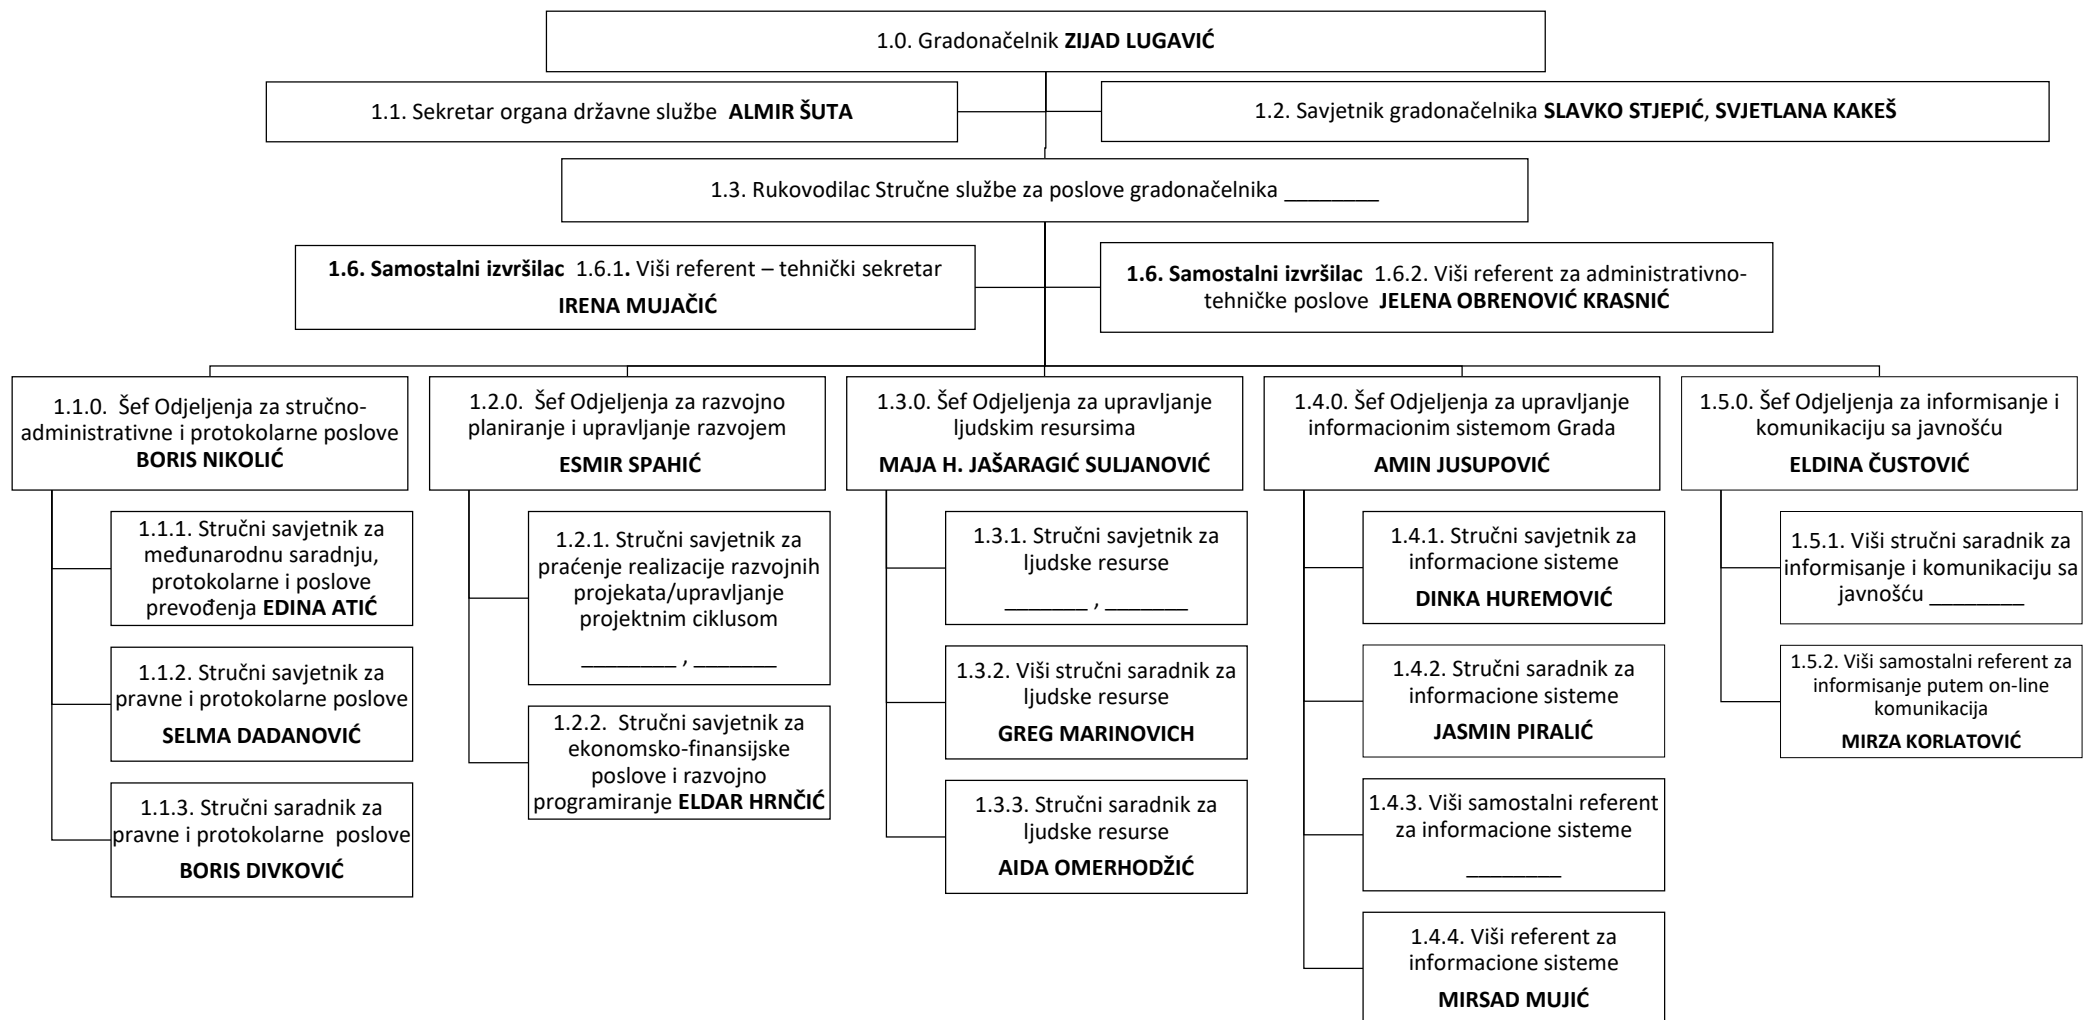 1.0. Gradonačelnik ZIJAD LUGAVIĆ
1.1. Sekretar organa državne službe ALMIR ŠUTA
1.2. Savjetnik gradonačelnika SLAVKO STJEPIĆ, SVJETLANA KAKEŠ
1.3. Rukovodilac Stručne službe za poslove gradonačelnika ________
1.6. Samostalni izvršilac 1.6.1. Viši referent – tehnički sekretar
IRENA MUJAČIĆ
1.6. Samostalni izvršilac 1.6.2. Viši referent za administrativno-
tehničke poslove JELENA OBRENOVIĆ KRASNIĆ
1.1.0. Šef Odjeljenja za stručno-
administrativne i protokolarne poslove
BORIS NIKOLIĆ
1.1.1. Stručni savjetnik za
međunarodnu saradnju,
protokolarne i poslove
prevođenja EDINA ATIĆ
1.1.2. Stručni savjetnik za
pravne i protokolarne poslove
SELMA DADANOVIĆ
1.1.3. Stručni saradnik za
pravne i protokolarne poslove
BORIS DIVKOVIĆ
1.2.0. Šef Odjeljenja za razvojno
planiranje i upravljanje razvojem
ESMIR SPAHIĆ
1.2.1. Stručni savjetnik za
praćenje realizacije razvojnih
projekata/upravljanje
projektnim ciklusom
________ , _______
1.2.2. Stručni savjetnik za
ekonomsko-finansijske
poslove i razvojno
programiranje ELDAR HRNČIĆ
1.3.0. Šef Odjeljenja za upravljanje
ljudskim resursima
MAJA H. JAŠARAGIĆ SULJANOVIĆ
1.3.1. Stručni savjetnik za
ljudske resurse
_______ , _______
1.3.2. Viši stručni saradnik za
ljudske resurse
GREG MARINOVICH
1.3.3. Stručni saradnik za
ljudske resurse
AIDA OMERHODŽIĆ
1.4.0. Šef Odjeljenja za upravljanje
informacionim sistemom Grada
AMIN JUSUPOVIĆ
1.4.1. Stručni savjetnik za
informacione sisteme
DINKA HUREMOVIĆ
1.4.2. Stručni saradnik za
informacione sisteme
JASMIN PIRALIĆ
1.4.3. Viši samostalni referent
za informacione sisteme
________
1.4.4. Viši referent za
informacione sisteme
MIRSAD MUJIĆ
1.5.0. Šef Odjeljenja za informisanje i
komunikaciju sa javnošću
ELDINA ČUSTOVIĆ
1.5.1. Viši stručni saradnik za
informisanje i komunikaciju sa
javnošću ________
1.5.2. Viši samostalni referent za
informisanje putem on-line
komunikacija
MIRZA KORLATOVIĆ